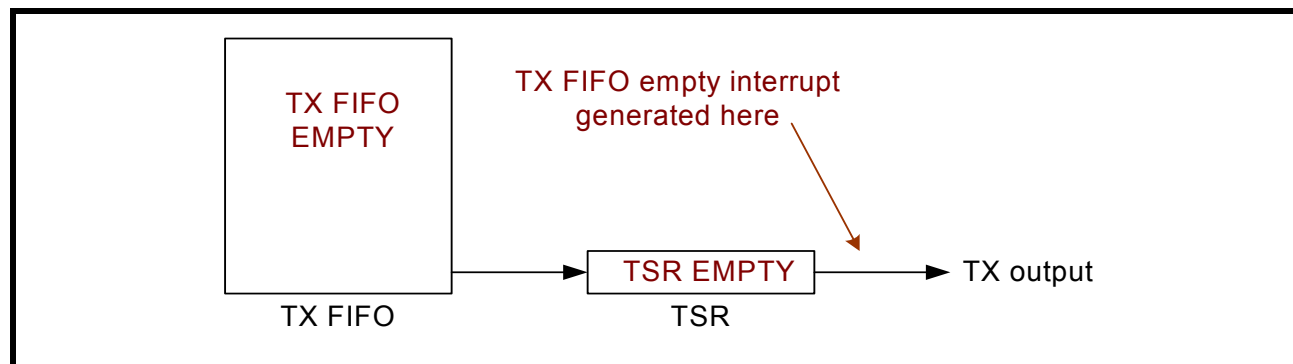 TX FIFO
EMPTY
TX FIFO empty interrupt
generated here
TSR EMPTY
TX output
TX FIFO
TSR